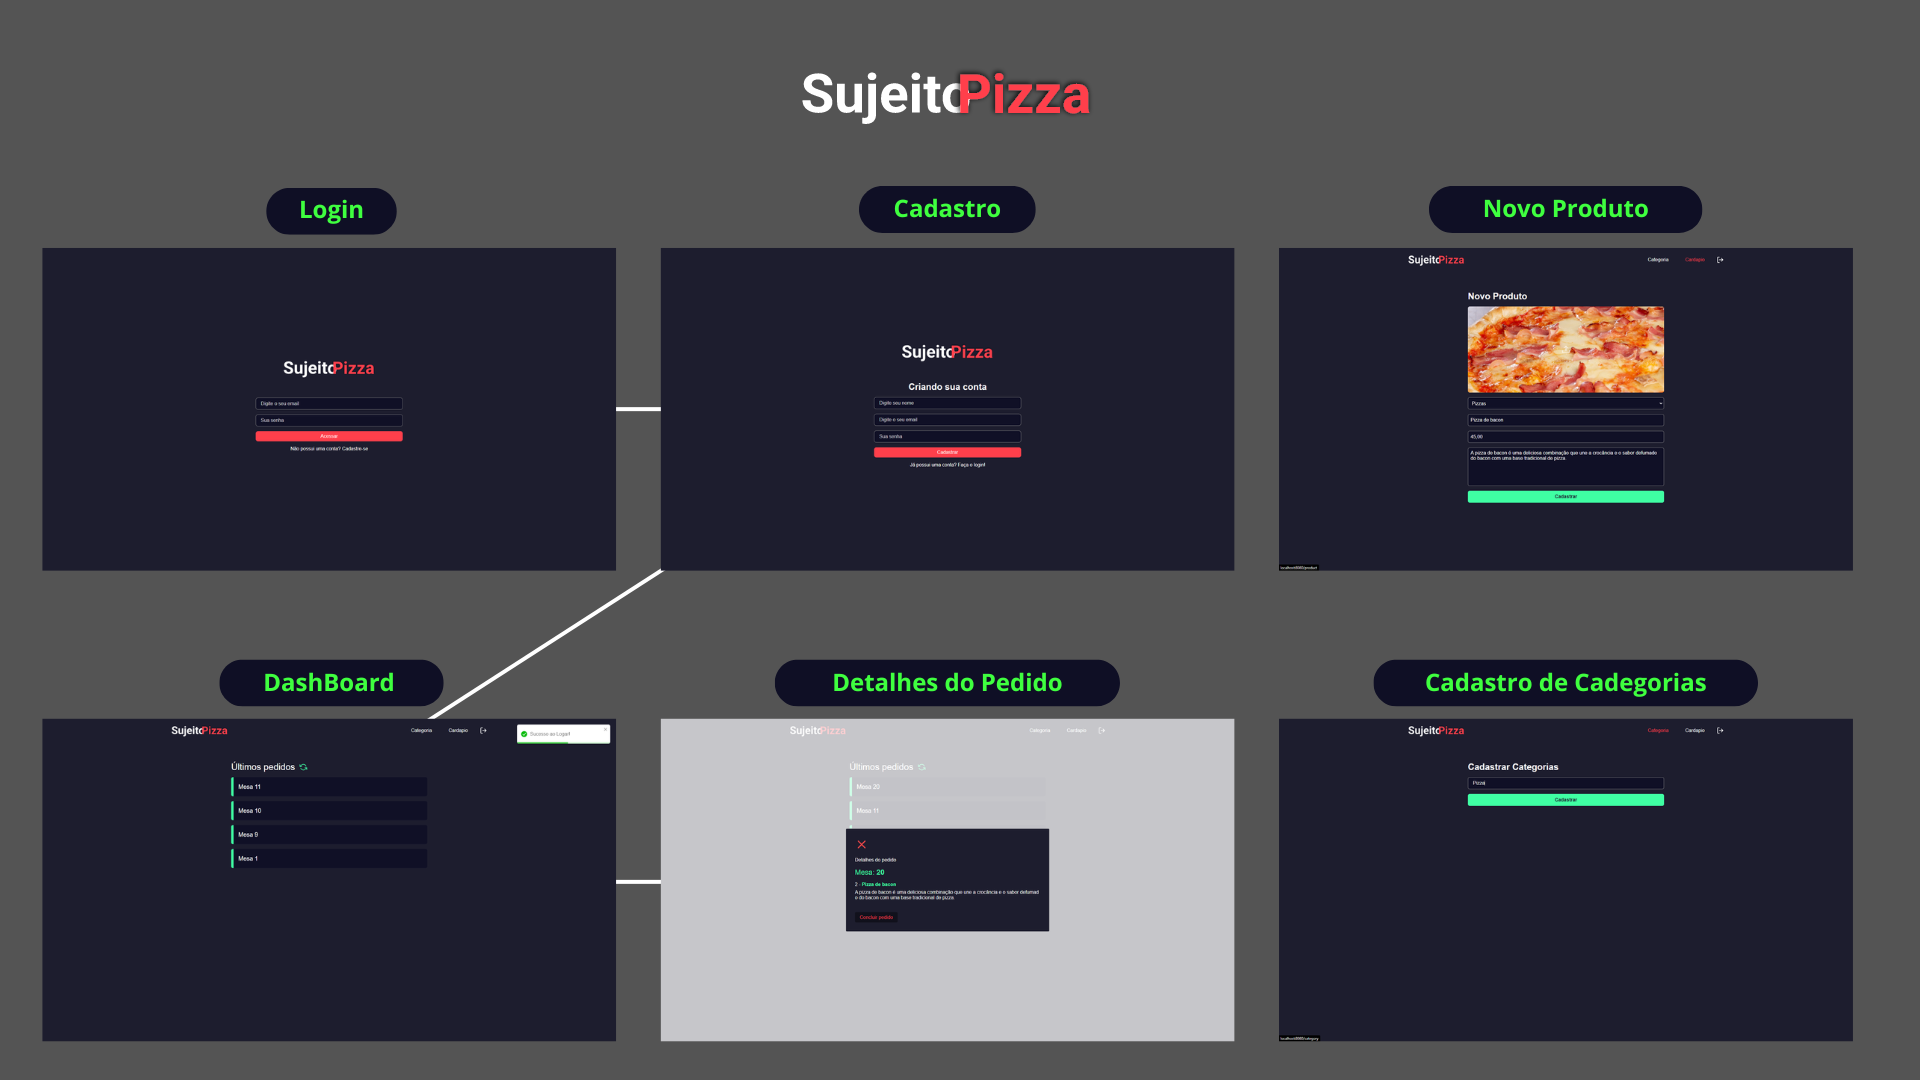 SujeitoPizza
Login
Cadastro
Novo Produto
SujeitoPizza
Digite o seu email
Sua senha
Acessar
Não possui uma conta? Cadastre-se
SujeitoPizza
Criando sua conta
Digite seu nome
Digite o seu email
Sua senha
Cadastrar
Já possui uma conta? Faça o login!
SujeitoPizza
Categoria
Cardapio
Novo Produto
Pizzas
Pizza de bacon
45,00
A pizza de bacon é uma deliciosa combinação que une a crocância e o sabor defumado
do bacon com uma base tradicional de pizza.
Cadastrar
localhost:3000/product
DashBoard
Detalhes do Pedido
Cadastro de Cadegorias
SujeitoPizza
Categoria
Cardapio
Sucesso ao Logar!
Últimos pedidos
Mesa 11
Mesa 10
Mesa 9
Mesa 1
SujeitoPizza
Categoria
Cardapio
Últimos pedidos
Mesa 20
Mesa 11
Detalhes do pedido
Mesa: 20
2 - Pizza de bacon
A pizza de bacon é uma deliciosa combinação que une a crocância e o sabor defumad
o do bacon com uma base tradicional de pizza.
Concluir pedido
SujeitoPizza
Categoria
Cardapio
Cadastrar Categorias
Cadastrar